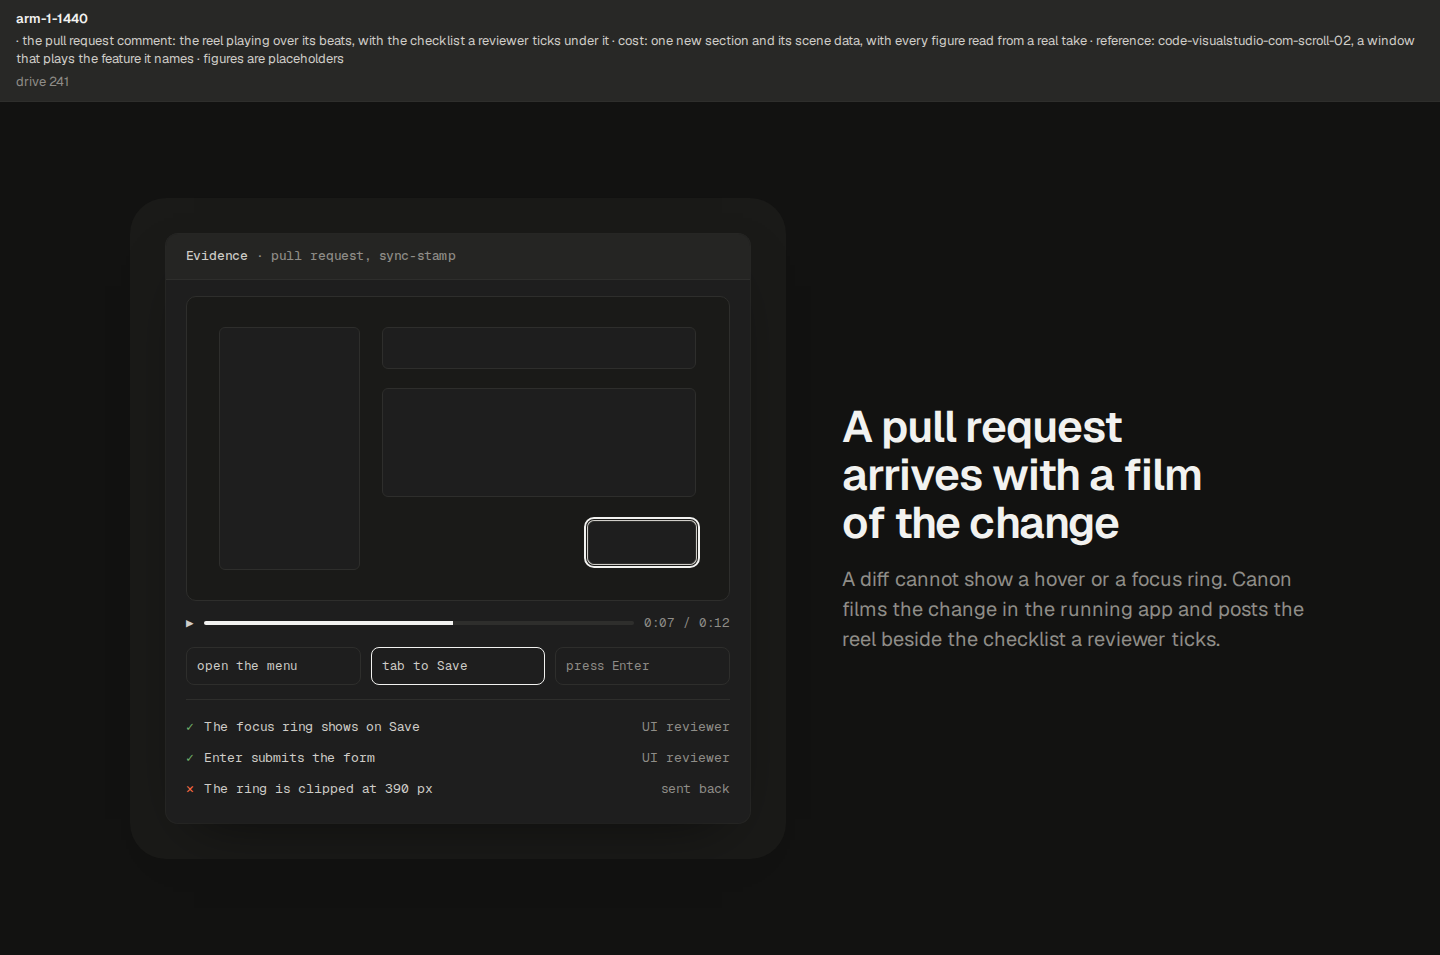 arm-1-1440
· the pull request comment: the reel playing over its beats, with the checklist a reviewer ticks under it · cost: one new section and its scene data, with every figure read from a real take · reference: code-visualstudio-com-scroll-02, a window
that plays the feature it names · figures are placeholders
drive 241
Evidence · pull request, sync-stamp
▶ 0:07 / 0:12
open the menu
tab to Save
press Enter
✓ The focus ring shows on Save UI reviewer
✓ Enter submits the form UI reviewer
✕ The ring is clipped at 390 px sent back
A pull request
arrives with a film
of the change
A diff cannot show a hover or a focus ring. Canon
films the change in the running app and posts the
reel beside the checklist a reviewer ticks.